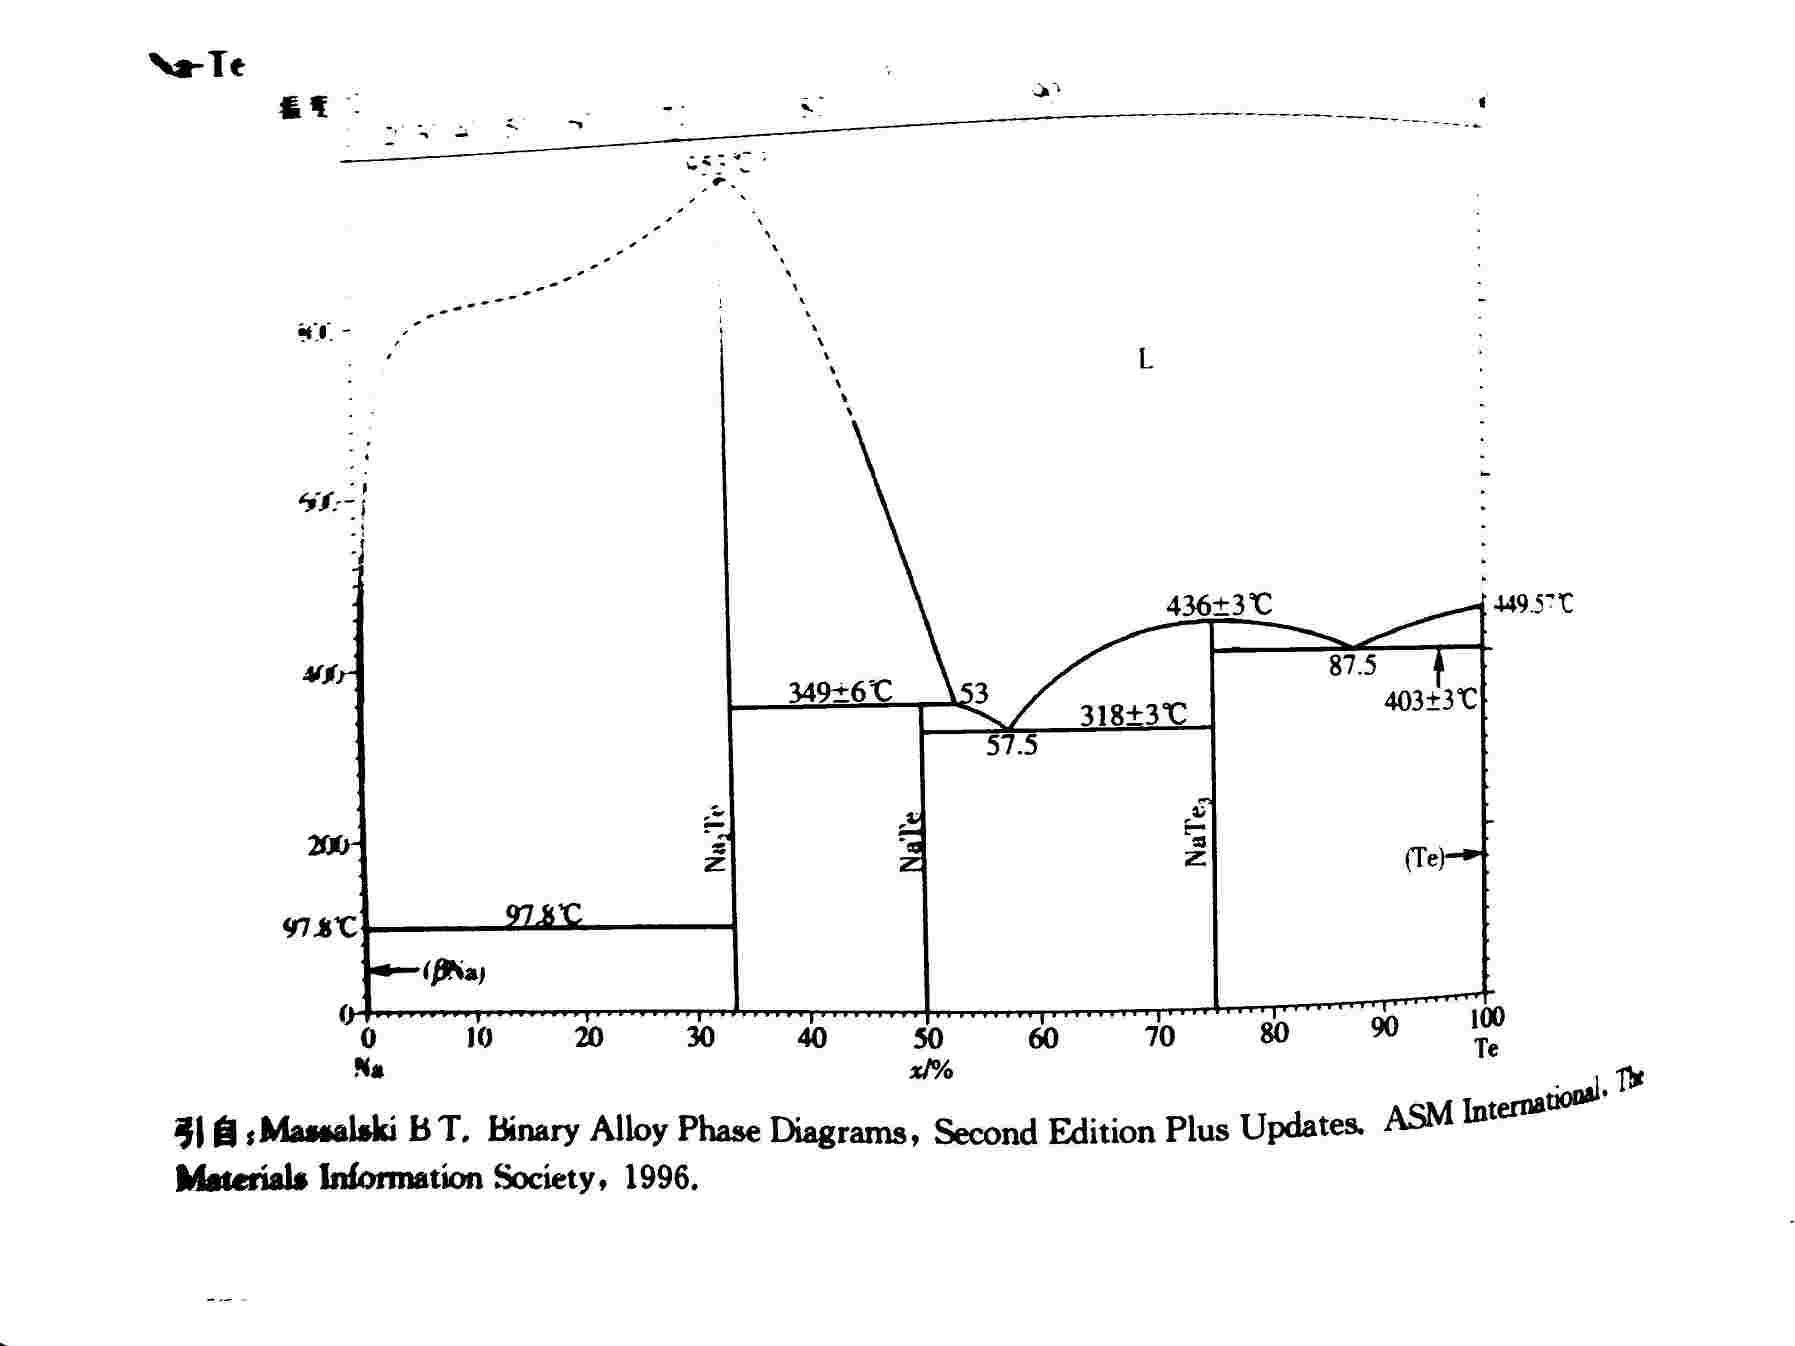 -Te
L
436±3℃
449.57℃
349±6℃
53
87.5
403±3℃
318±3℃
57.5
400
200
Na₂Te
NaTe
NaTe₃
(Te)
97.8℃
97.8℃
(βNa)
0
0 10 20 30 40 50 60 70 80 90 100
Na x/% Te
引自:Massalski B T. Binary Alloy Phase Diagrams, Second Edition Plus Updates. ASM International. The
Materials Information Society, 1996.